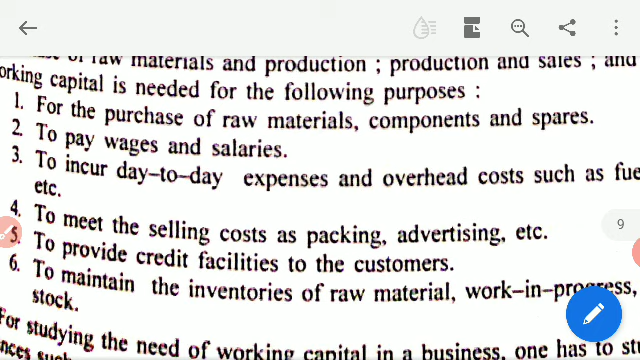 of raw materials and production ; production and sales ; and
orking capital is needed for the following purposes :
1. For the purchase of raw materials, components and spares.
2. To pay wages and salaries.
3. To incur day–to–day expenses and overhead costs such as fue
etc.
4. To meet the selling costs as packing, advertising, etc.
5. To provide credit facilities to the customers.
9
6. To maintain the inventories of raw material, work–in–progress,
stock.
For studying the need of working capital in a business, one has to st